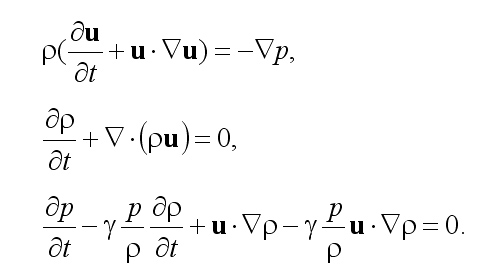 ρ(∂u/∂t + u · ∇u) = −∇p,
∂ρ/∂t + ∇ · (ρu) = 0,
∂p/∂t − γ p/ρ ∂ρ/∂t + u · ∇ρ − γ p/ρ u · ∇ρ = 0.